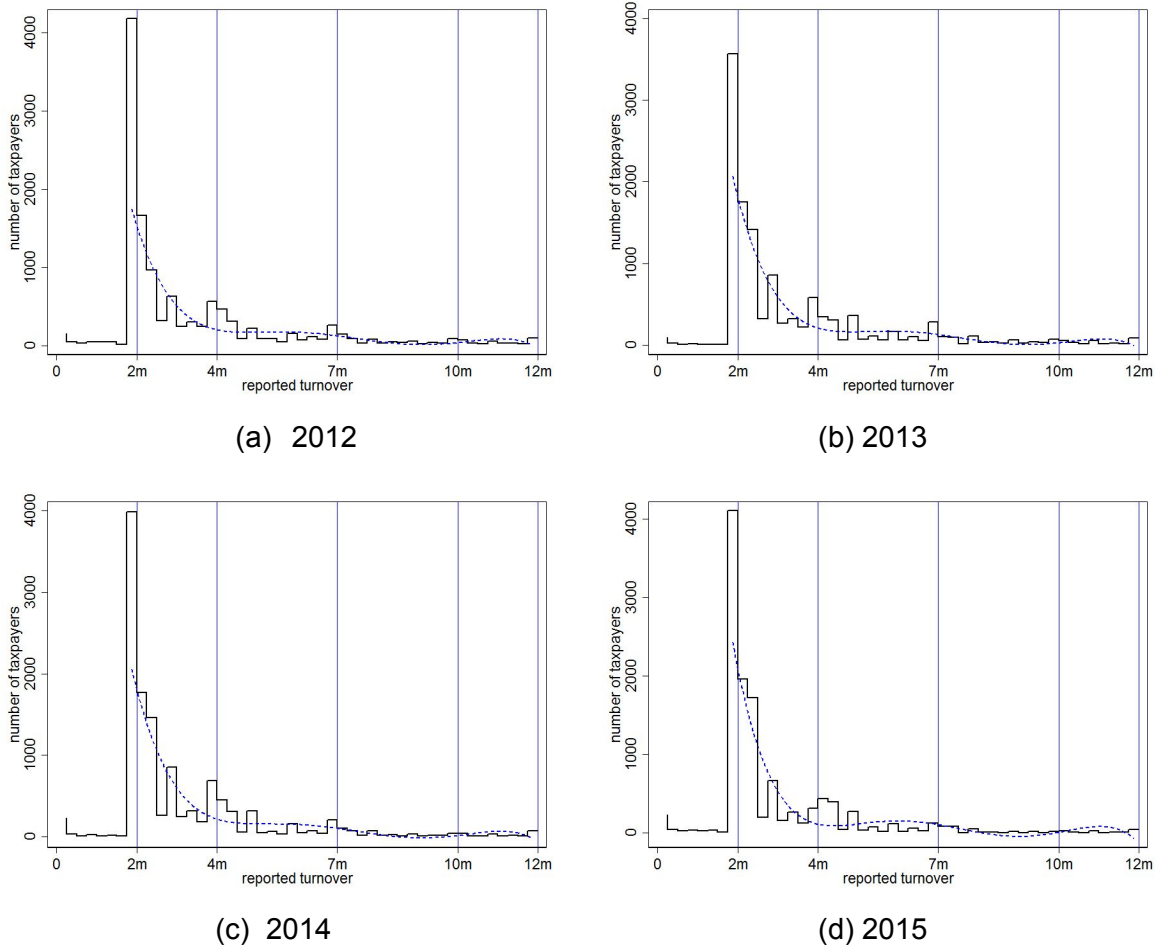 number of taxpayers
4000
3000
2000
1000
0
0 2m 4m 7m 10m 12m
reported turnover
(a) 2012
number of taxpayers
4000
3000
2000
1000
0
0 2m 4m 7m 10m 12m
reported turnover
(b) 2013
number of taxpayers
4000
3000
2000
1000
0
0 2m 4m 7m 10m 12m
reported turnover
(c) 2014
number of taxpayers
4000
3000
2000
1000
0
0 2m 4m 7m 10m 12m
reported turnover
(d) 2015